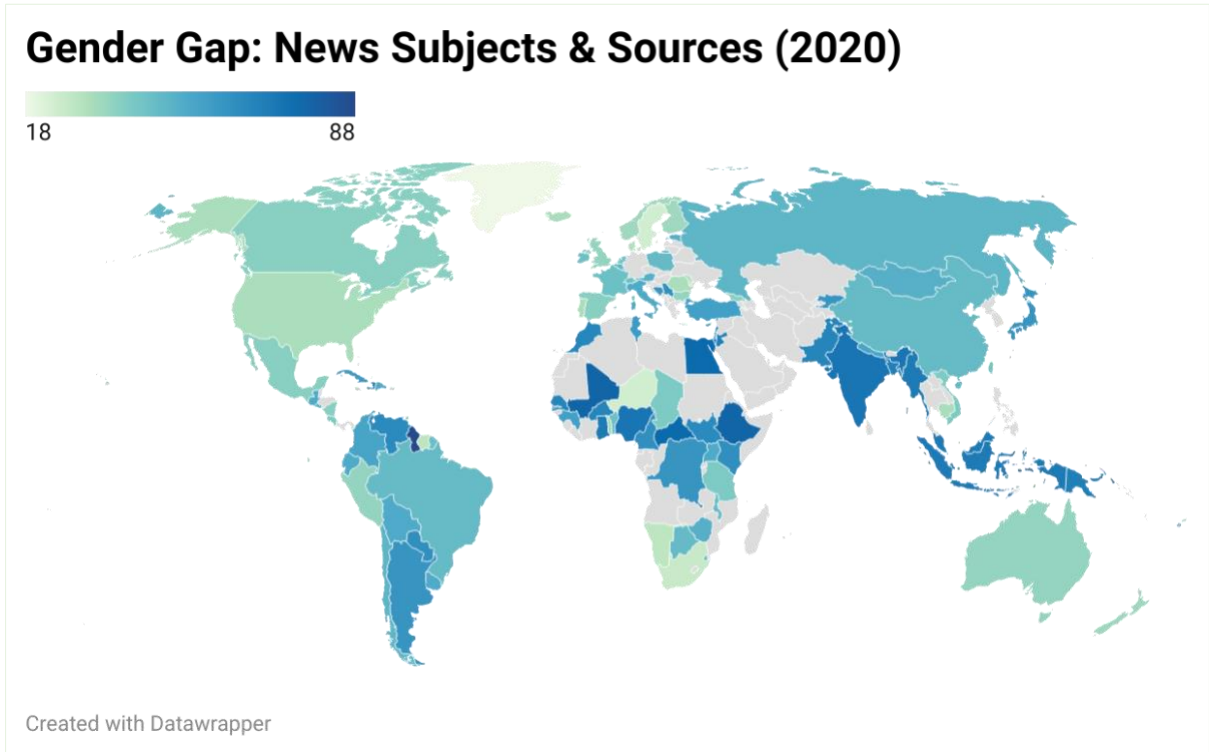 Gender Gap: News Subjects & Sources (2020)
18 88
Created with Datawrapper